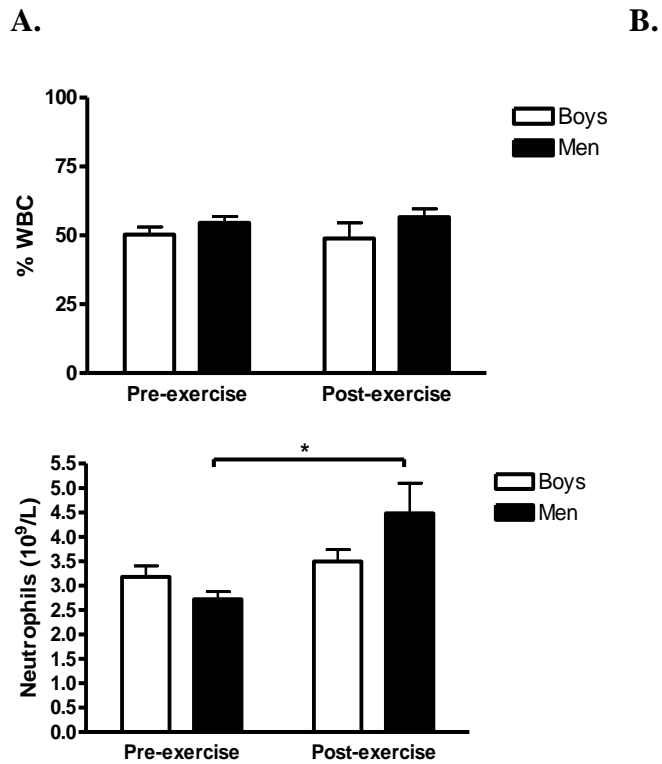 A. B.
100
75
50
25
0
% WBC
Boys
Men
Pre-exercise Post-exercise
*
5.5
5.0
4.5
4.0
3.5
3.0
2.5
2.0
1.5
1.0
0.5
0.0
Neutrophils (10⁹/L)
Boys
Men
Pre-exercise Post-exercise